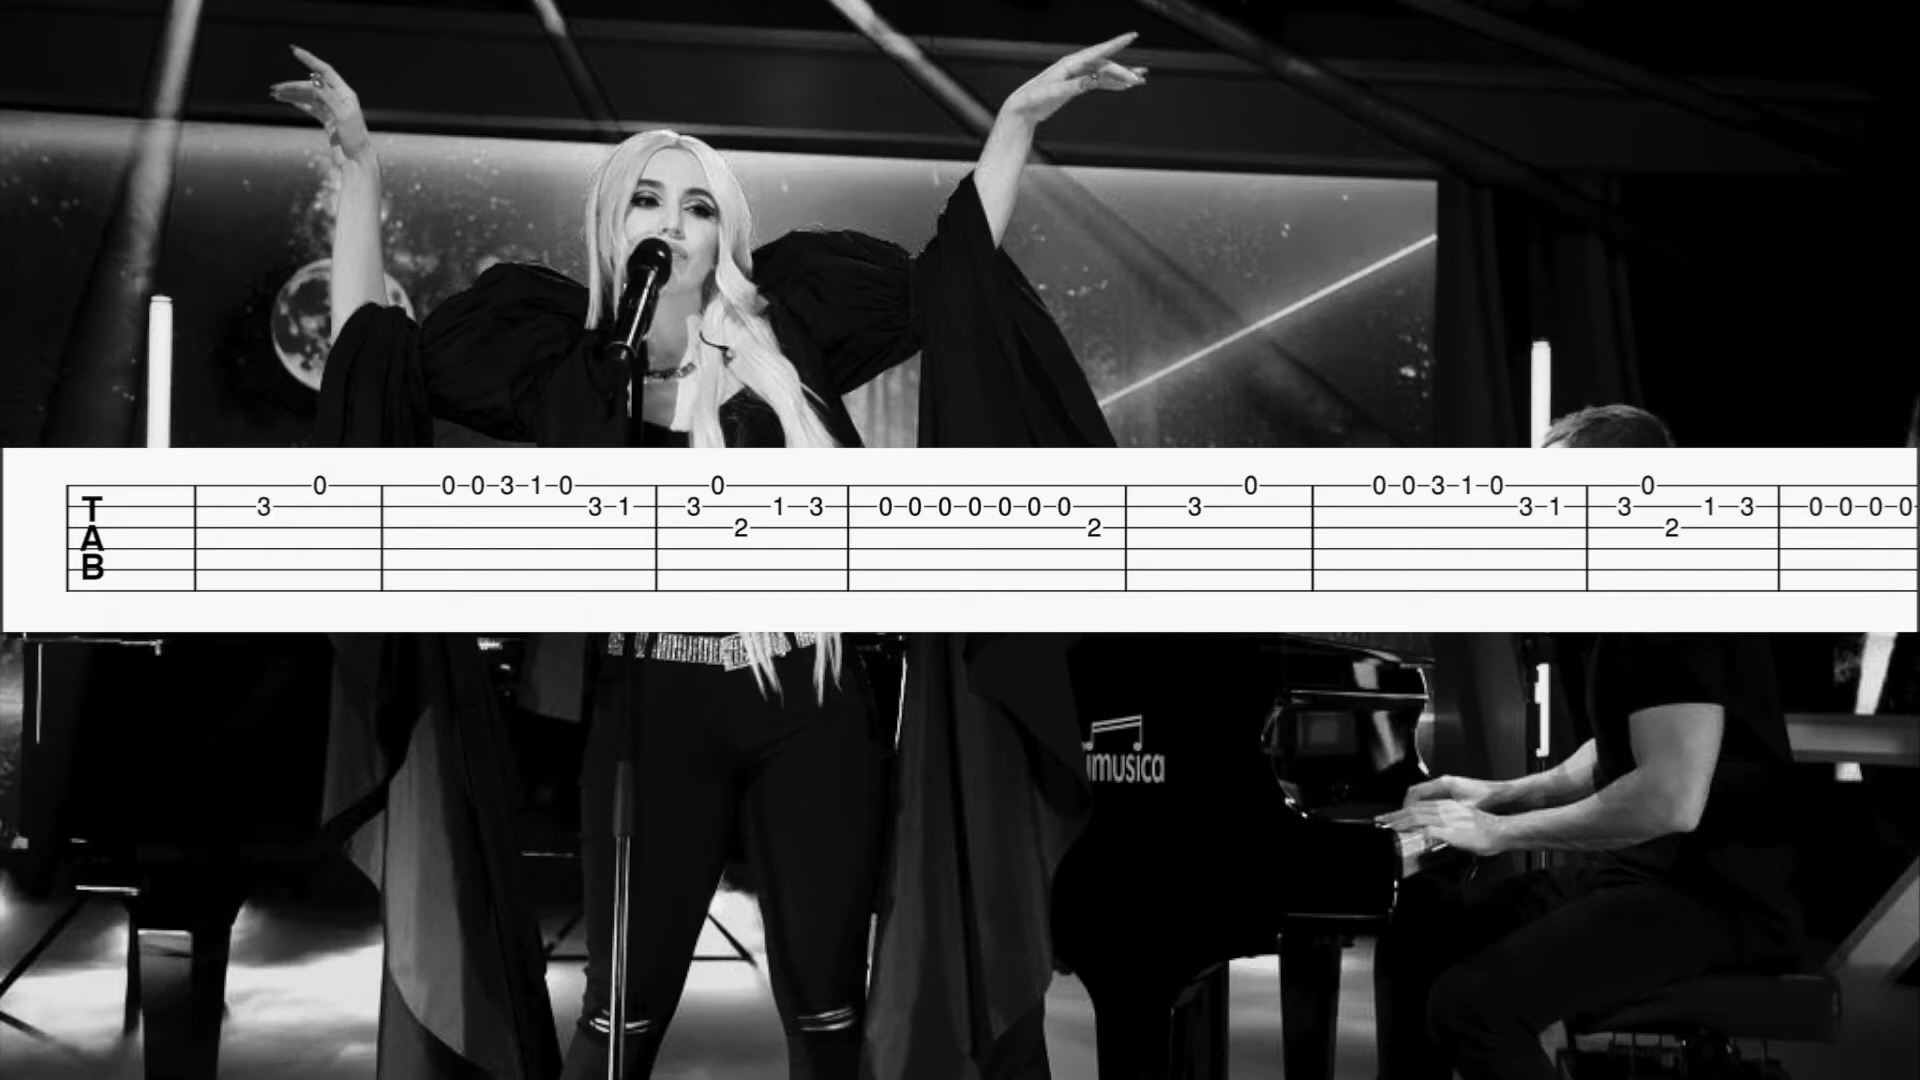 0 0-0-3-1-0 0 0 0-0-3-1-0 0
T 3 3-1 3 1-3 0-0-0-0-0-0-0 3 3-1 3 1-3 0-0-0-0
A 2 2 2
B
imusica